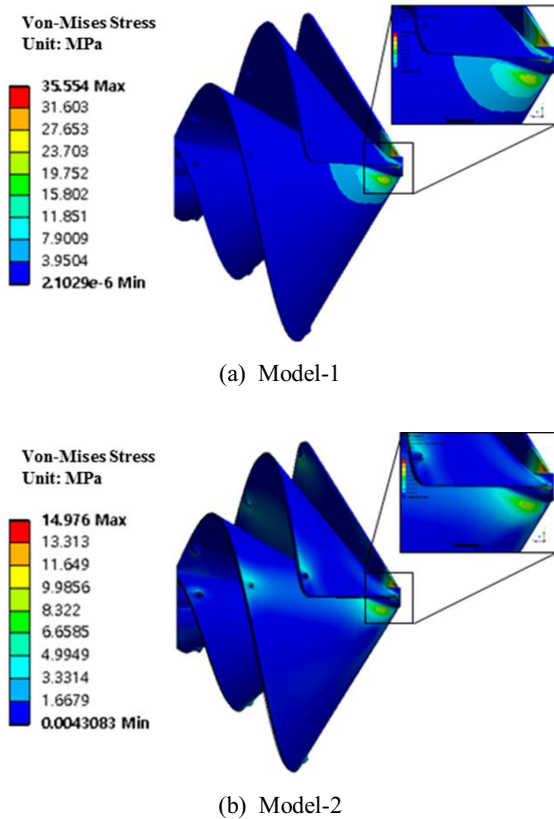 Von-Mises Stress
Unit: MPa
35.554 Max
31.603
27.653
23.703
19.752
15.802
11.851
7.9009
3.9504
2.1029e-6 Min
(a) Model-1
Von-Mises Stress
Unit: MPa
14.976 Max
13.313
11.649
9.9856
8.322
6.6585
4.9949
3.3314
1.6679
0.0043083 Min
(b) Model-2